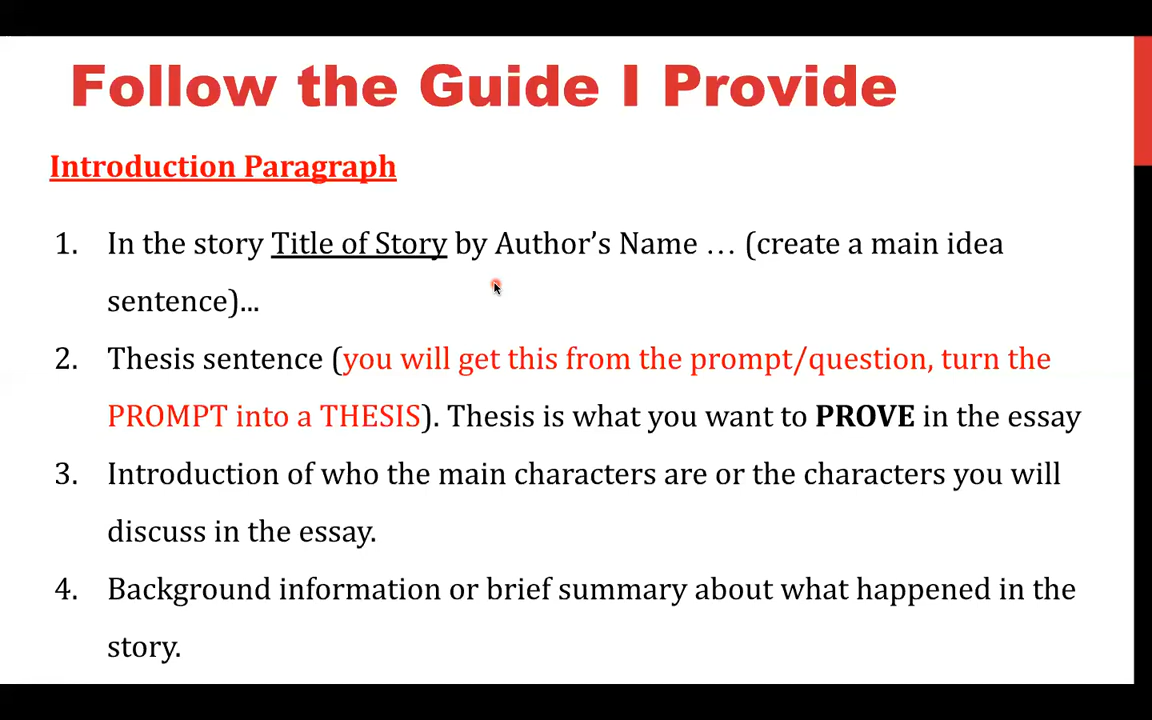 Follow the Guide I Provide
Introduction Paragraph
1. In the story Title of Story by Author’s Name … (create a main idea
sentence)...
2. Thesis sentence (you will get this from the prompt/question, turn the
PROMPT into a THESIS). Thesis is what you want to PROVE in the essay
3. Introduction of who the main characters are or the characters you will
discuss in the essay.
4. Background information or brief summary about what happened in the
story.